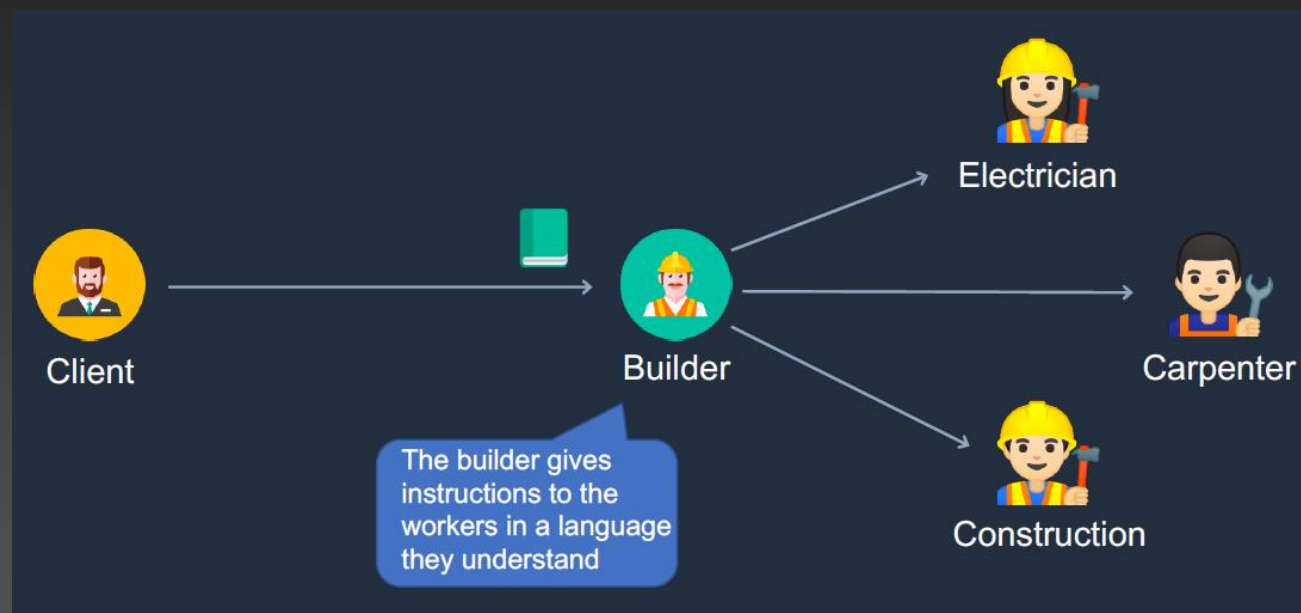 Electrician
Client
Builder
Carpenter
The builder gives
instructions to the
workers in a language
they understand
Construction